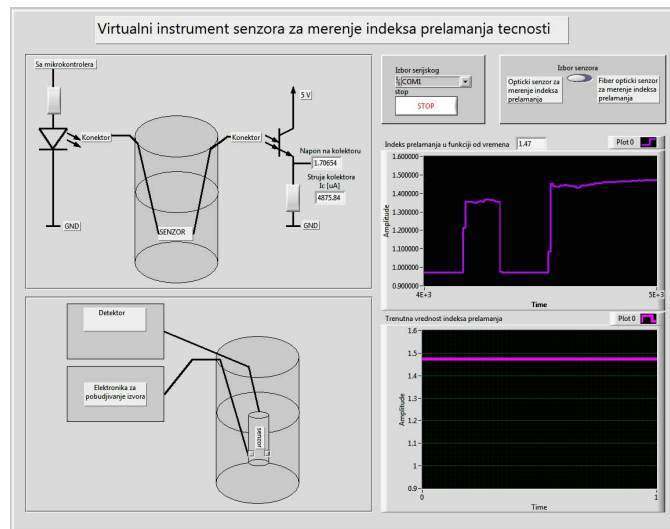 Virtualni instrument senzora za merenje indeksa prelamanja tecnosti
Sa mikrokontrolera
Konektor
GND
SENZOR
Konektor
5 V
Napon na kolektoru
1.70654
Struja kolektora
Ic [uA]
4875.84
GND
Izbor serijskog
COM1
stop
STOP
Izbor senzora
Opticki senzor za
merenje indeksa
prelamanja
Fiber opticki senzor
za merenje indeksa
prelamanja
Indeks prelamanja u funkciji od vremena
1.47
Plot 0
Amplitude
1.600000
1.500000
1.400000
1.300000
1.200000
1.100000
1.000000
0.900000
4E+3
5E+3
Time
Detektor
Elektronika za
pobudjivanje izvora
senzor
Trenutna vrednost indeksa prelamanja
Plot 0
Amplitude
1.6
1.5
1.4
1.3
1.2
1.1
1
0.9
0
1
Time